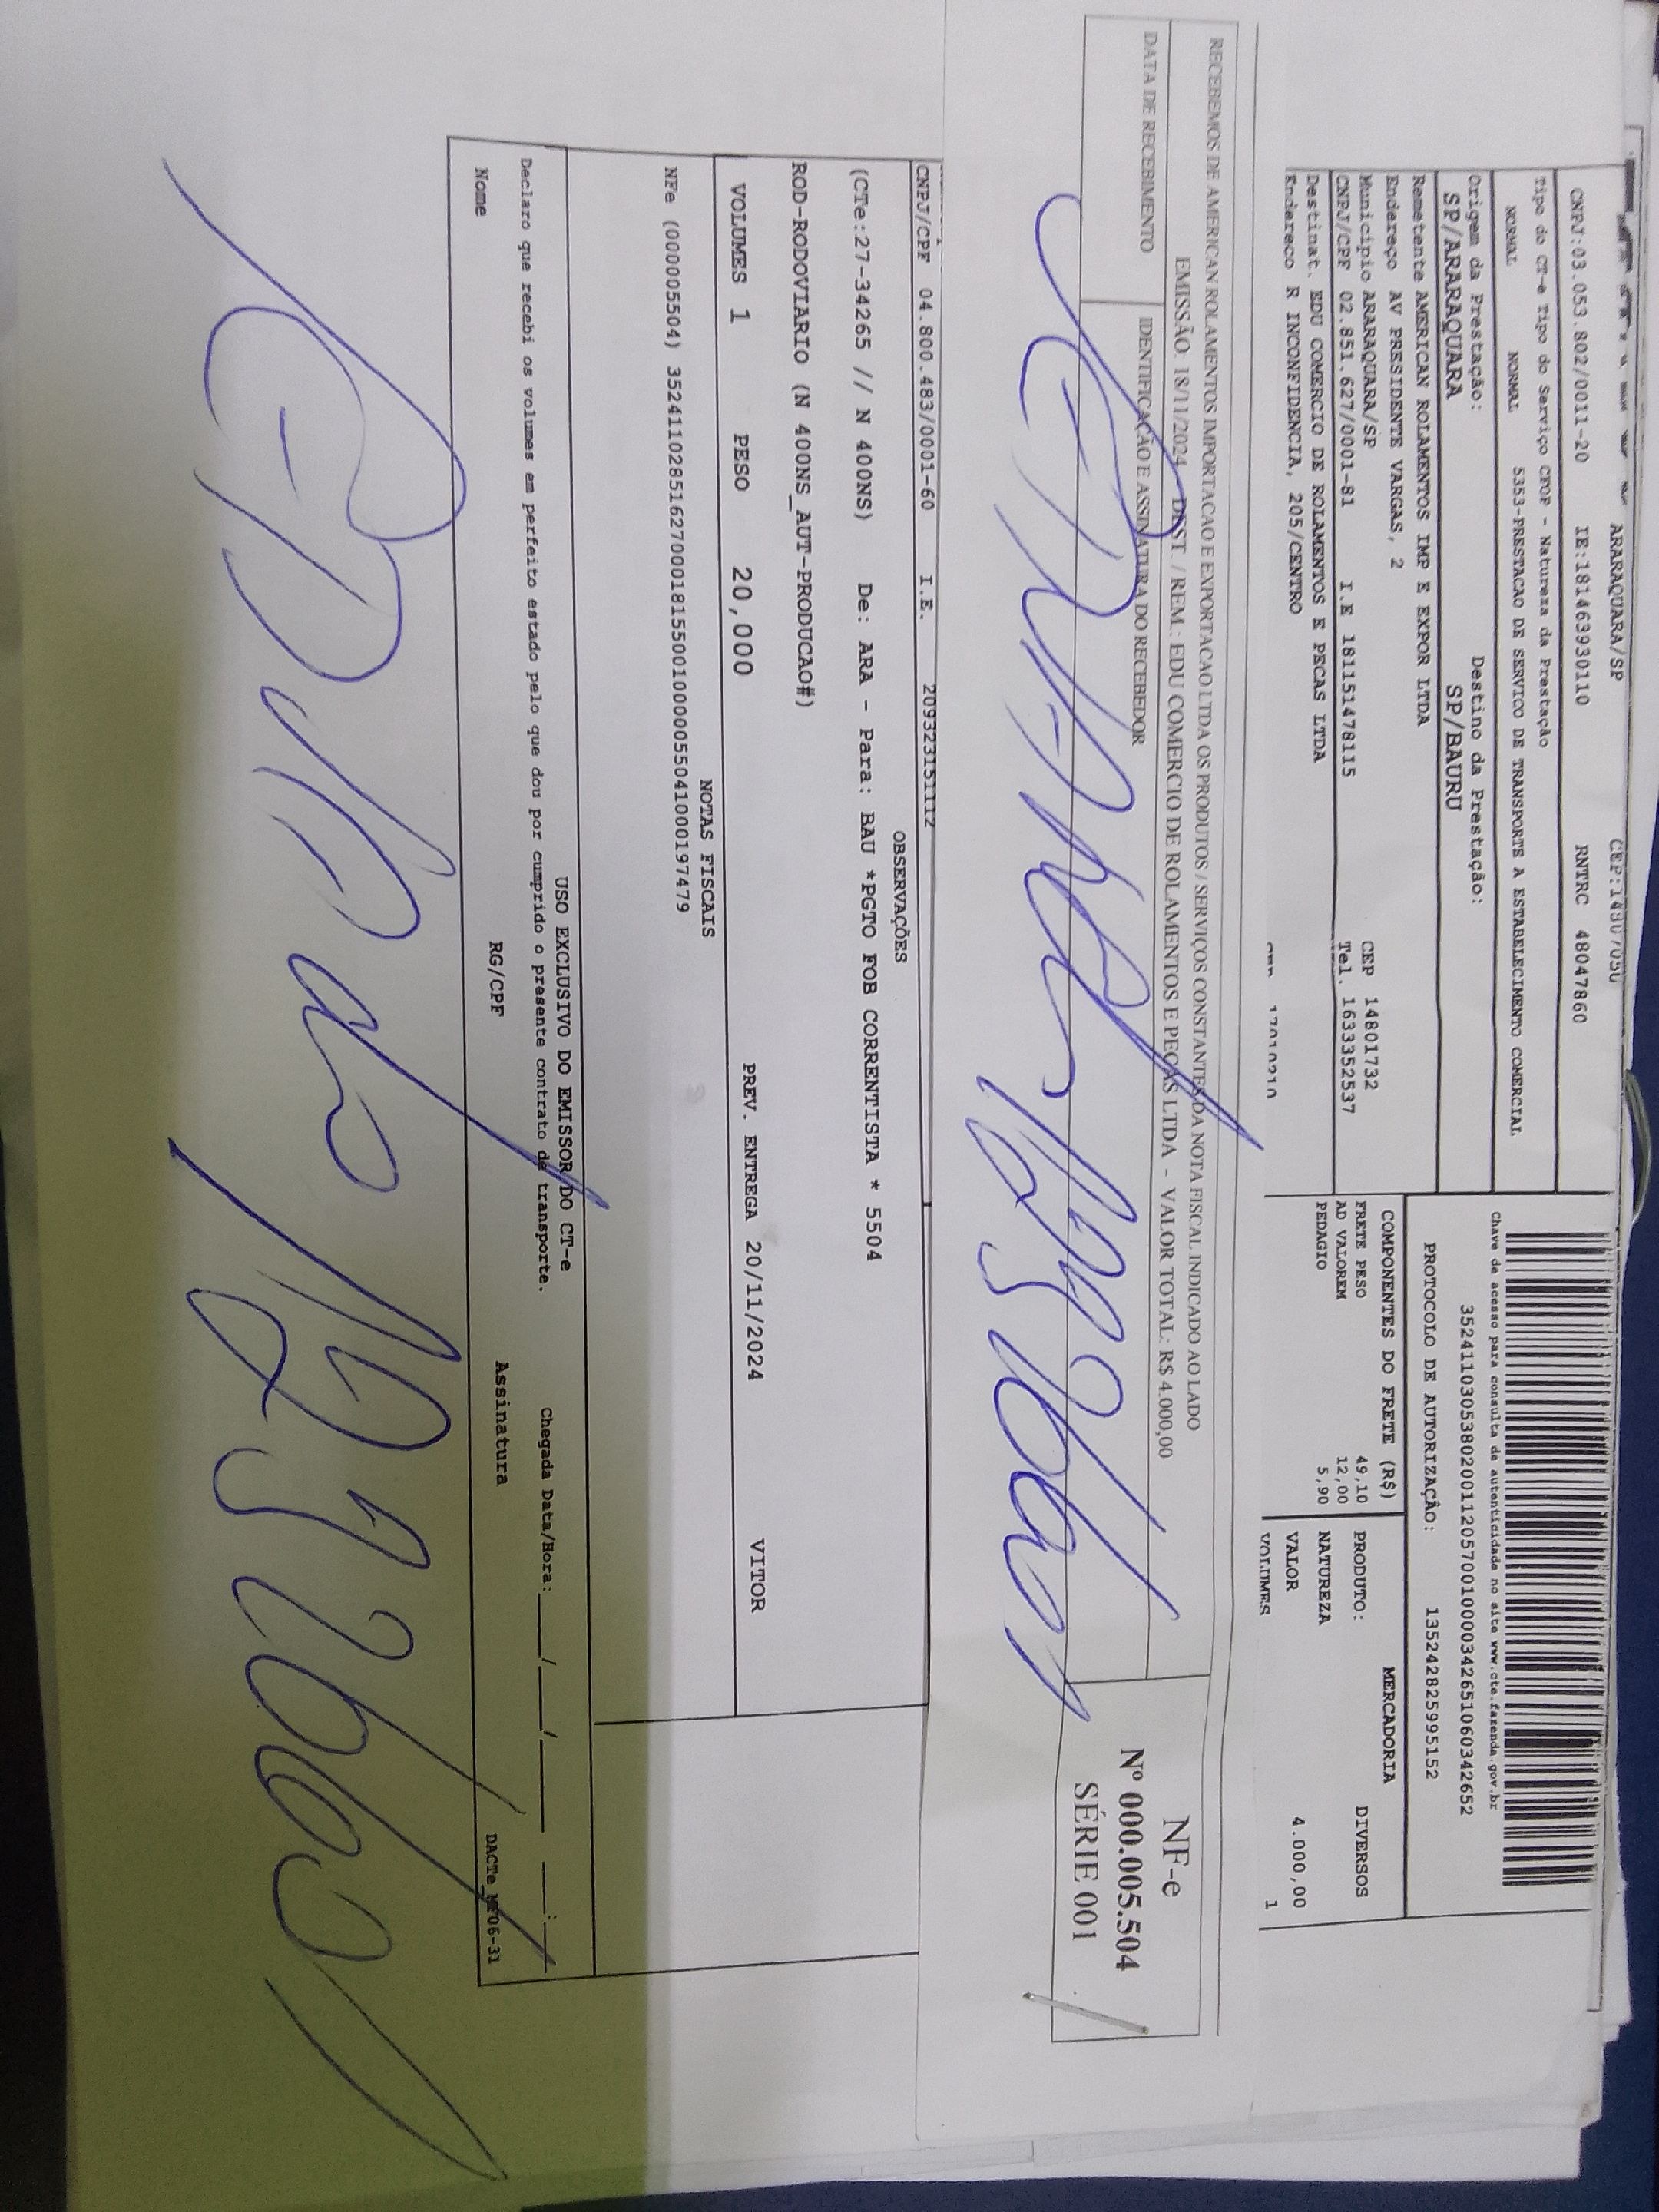 ARARAQUARA/SP
CNPJ:03.053.802/0011-20 IE:181463930110 RNTRC 48047860
Tipo do CT-e Tipo do Serviço CFOP - Natureza da Prestação
NORMAL NORMAL 5353-PRESTACAO DE SERVICO DE TRANSPORTE A ESTABELECIMENTO COMERCIAL
Origem da Prestação: Destino da Prestação:
SP/ARARAQUARA SP/BAURU
Remetente AMERICAN ROLAMENTOS IMP E EXPOR LTDA
Endereço AV PRESIDENTE VARGAS, 2 CEP 14801732
Município ARARAQUARA/SP Tel. 1633352537
CNPJ/CPF 02.851.627/0001-81 I.E 181151478115
Destinat. EDU COMERCIO DE ROLAMENTOS E PECAS LTDA
Endereco R INCONFIDENCIA, 205/CENTRO
Chave de acesso para consulta de autenticidade no site www.cte.fazenda.gov.br
35241103053802001120570010000342651060342652
PROTOCOLO DE AUTORIZAÇÃO: 135242825995152
COMPONENTES DO FRETE (R$)
FRETE PESO 49,10
AD VALOREM 12,00
PEDAGIO 5,90
MERCADORIA
PRODUTO: DIVERSOS
NATUREZA
VALOR 4.000,00
VOLUMES 1
RECEBEMOS DE AMERICAN ROLAMENTOS IMPORTACAO E EXPORTACAO LTDA OS PRODUTOS / SERVIÇOS CONSTANTES DA NOTA FISCAL INDICADO AO LADO
EMISSÃO: 18/11/2024 - DEST. / REM.: EDU COMERCIO DE ROLAMENTOS E PEÇAS LTDA - VALOR TOTAL: R$ 4.000,00
DATA DE RECEBIMENTO IDENTIFICAÇÃO E ASSINATURA DO RECEBEDOR
NF-e
Nº 000.005.504
SÉRIE 001
CNPJ/CPF 04.800.483/0001-60 I.E. 209323151112
OBSERVAÇÕES
(CTe:27-34265 // N 400NS) De: ARA - Para: BAU *PGTO FOB CORRENTISTA * 5504
ROD-RODOVIARIO (N 400NS_AUT-PRODUCAO#)
VOLUMES 1 PESO 20,000 PREV. ENTREGA 20/11/2024 VITOR
NOTAS FISCAIS
NFe (000005504) 35241102851627000181550010000055041000197479
USO EXCLUSIVO DO EMISSOR DO CT-e
Declaro que recebi os volumes em perfeito estado pelo que dou por cumprido o presente contrato de transporte. Chegada Data/Hora:____/____/____ ____:____
Nome RG/CPF Assinatura